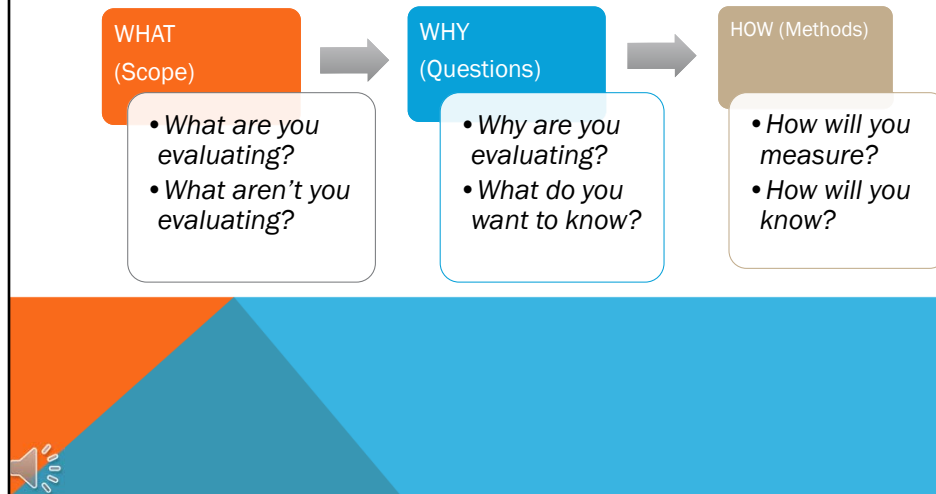 WHAT
(Scope)
• What are you
evaluating?
• What aren't you
evaluating?
WHY
(Questions)
• Why are you
evaluating?
• What do you
want to know?
HOW (Methods)
• How will you
measure?
• How will you
know?